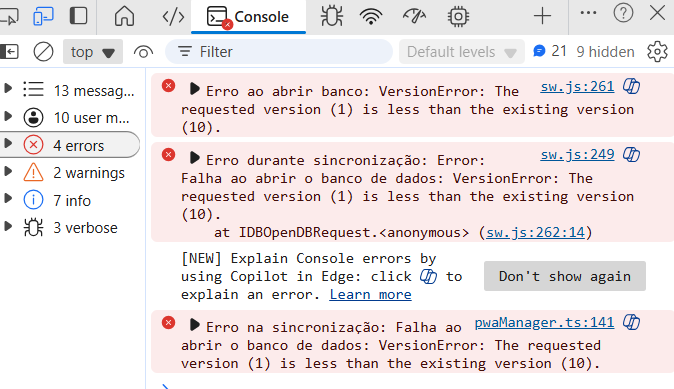 Console
top
Filter
Default levels
21
9 hidden
13 messag...
10 user m...
4 errors
2 warnings
7 info
3 verbose
Erro ao abrir banco: VersionError: The sw.js:261
requested version (1) is less than the existing version
(10).
Erro durante sincronização: Error: sw.js:249
Falha ao abrir o banco de dados: VersionError: The
requested version (1) is less than the existing version
(10).
at IDBOpenDBRequest.<anonymous> (sw.js:262:14)
[NEW] Explain Console errors by
using Copilot in Edge: click to
explain an error. Learn more
Don't show again
Erro na sincronização: Falha ao pwaManager.ts:141
abrir o banco de dados: VersionError: The requested
version (1) is less than the existing version (10).